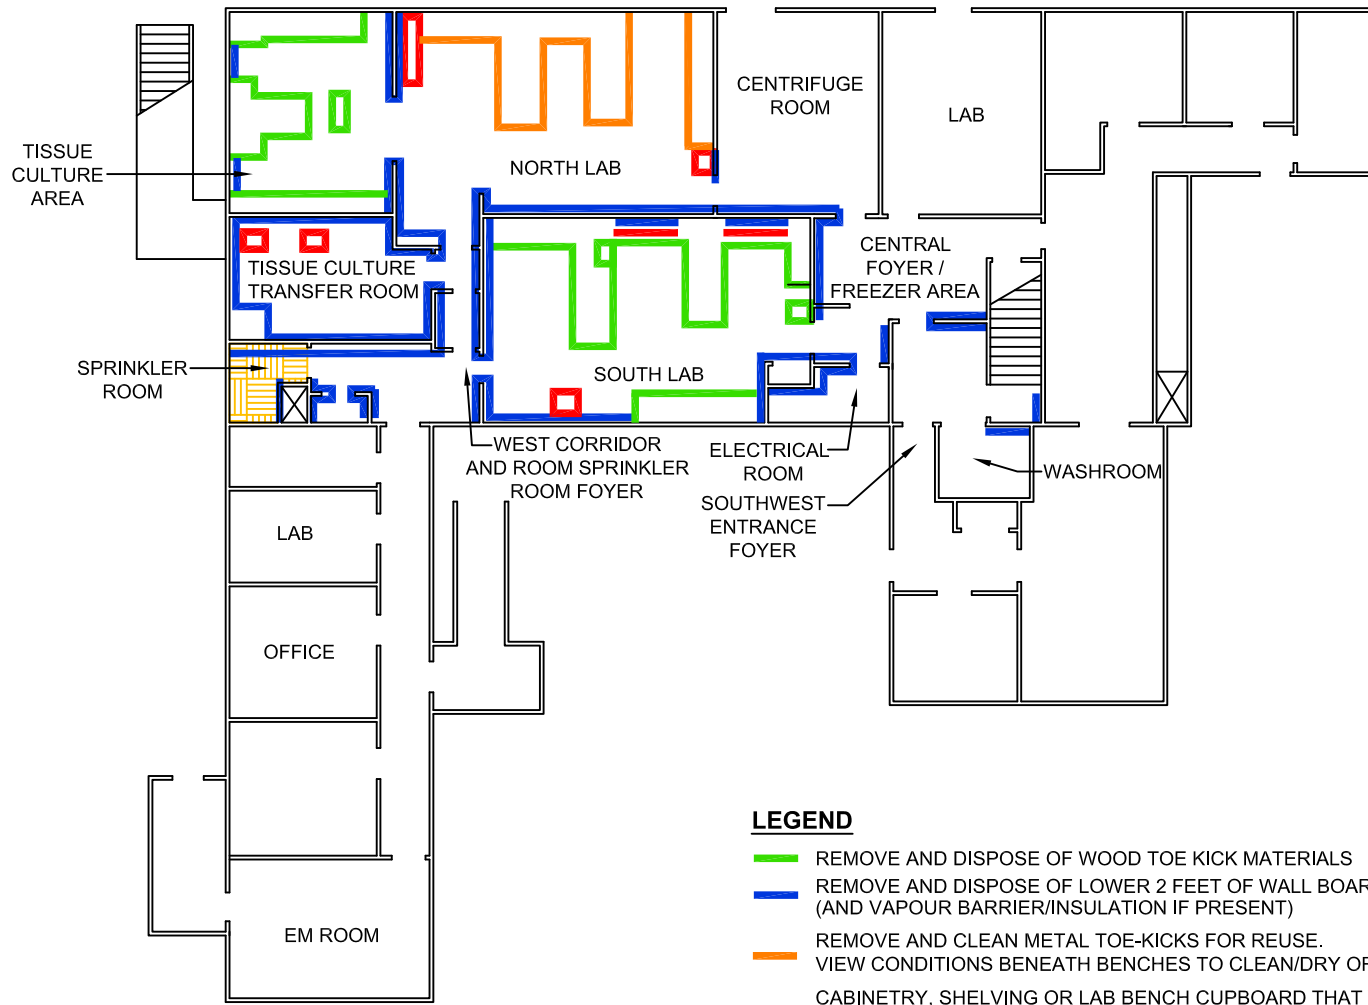 CENTRIFUGE
ROOM
LAB
TISSUE
CULTURE
AREA
NORTH LAB
CENTRAL
FOYER /
FREEZER AREA
TISSUE CULTURE
TRANSFER ROOM
SPRINKLER
ROOM
SOUTH LAB
WEST CORRIDOR
AND ROOM SPRINKLER
ROOM FOYER
ELECTRICAL
ROOM
WASHROOM
SOUTHWEST
ENTRANCE
FOYER
LAB
OFFICE
EM ROOM
LEGEND
REMOVE AND DISPOSE OF WOOD TOE KICK MATERIALS
REMOVE AND DISPOSE OF LOWER 2 FEET OF WALL BOAR
(AND VAPOUR BARRIER/INSULATION IF PRESENT)
REMOVE AND CLEAN METAL TOE-KICKS FOR REUSE.
VIEW CONDITIONS BENEATH BENCHES TO CLEAN/DRY OF
CABINETRY, SHELVING OR LAB BENCH CUPBOARD THAT